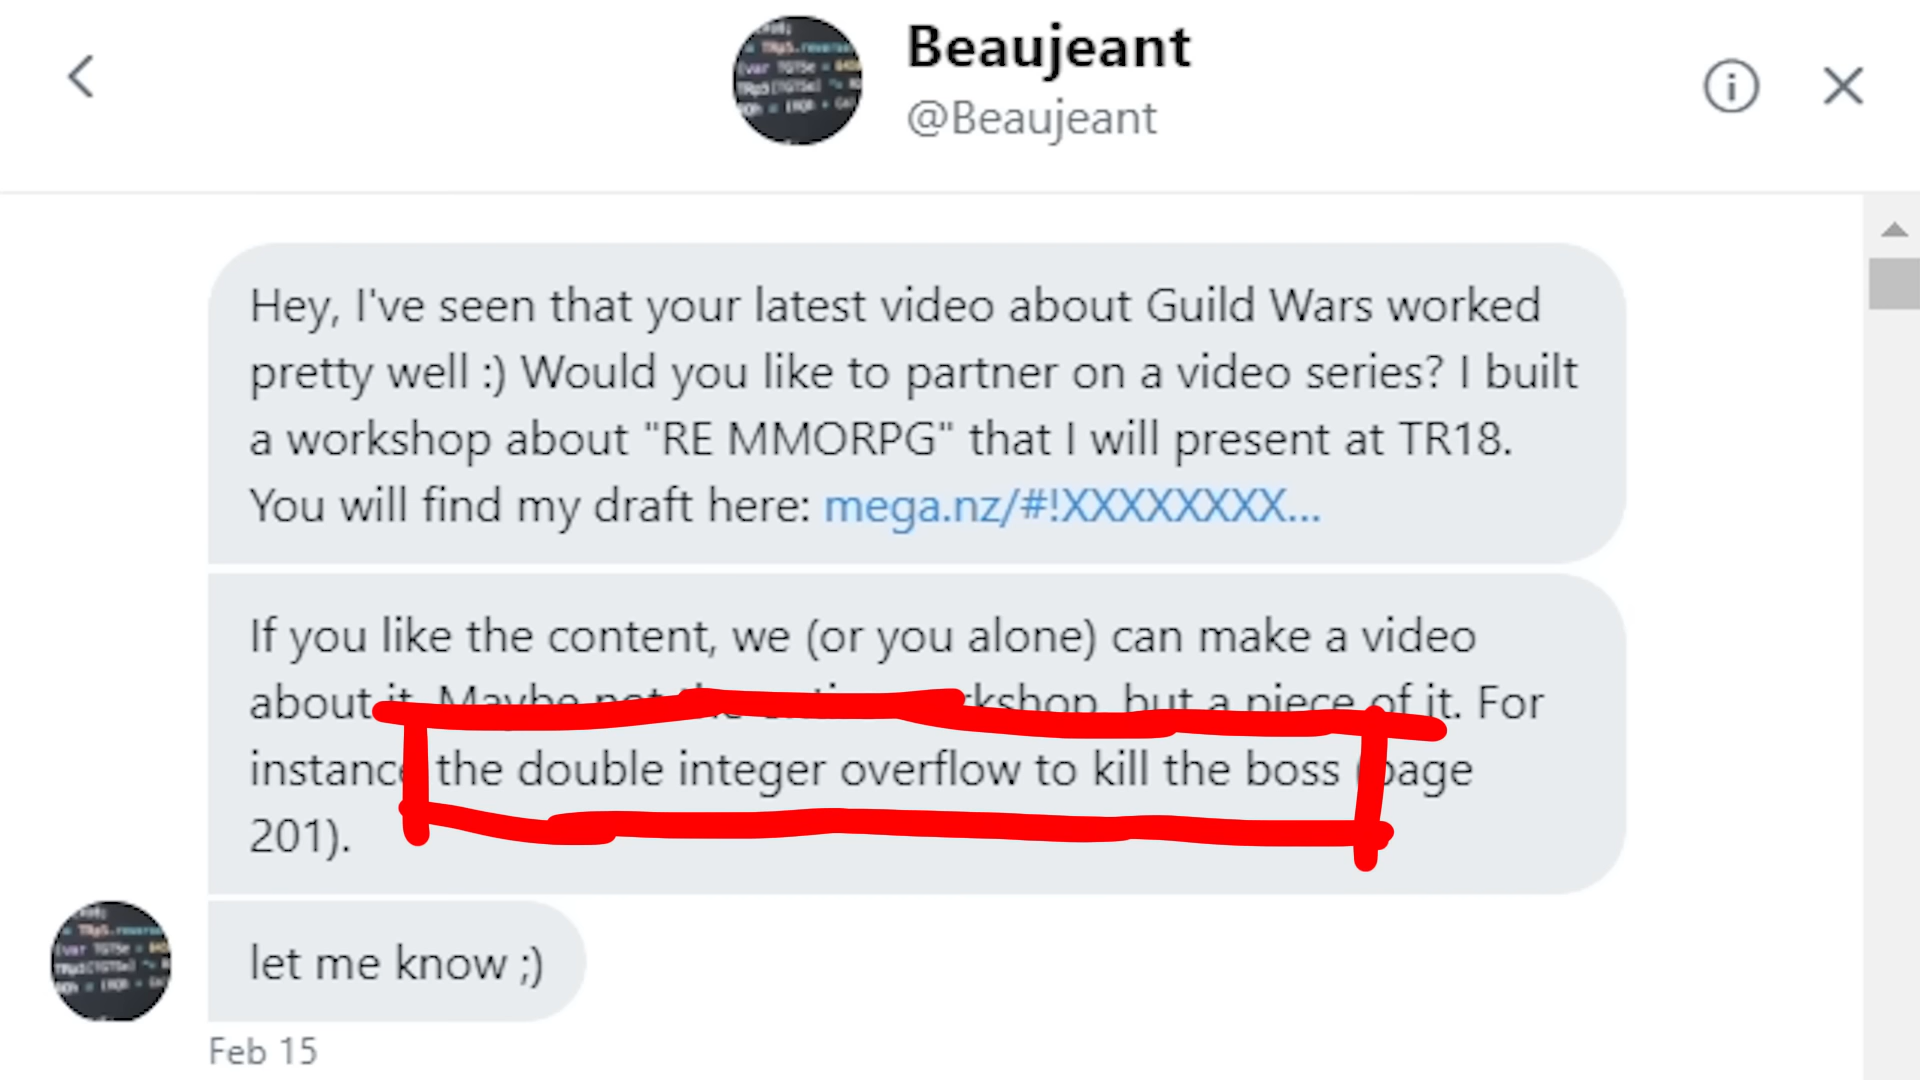 Beaujeant
@Beaujeant
Hey, I've seen that your latest video about Guild Wars worked
pretty well :) Would you like to partner on a video series? I built
a workshop about "RE MMORPG" that I will present at TR18.
You will find my draft here: mega.nz/#!XXXXXXXX...
If you like the content, we (or you alone) can make a video
about it. Maybe not the entire workshop, but a piece of it. For
instance the double integer overflow to kill the boss (page
201).
let me know ;)
Feb 15